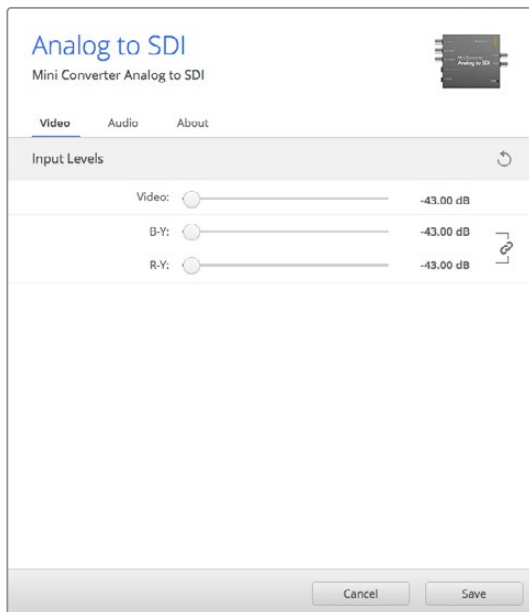 Analog to SDI
Mini Converter Analog to SDI
Video Audio About
Input Levels
Video: -43.00 dB
B-Y: -43.00 dB
R-Y: -43.00 dB
Cancel Save